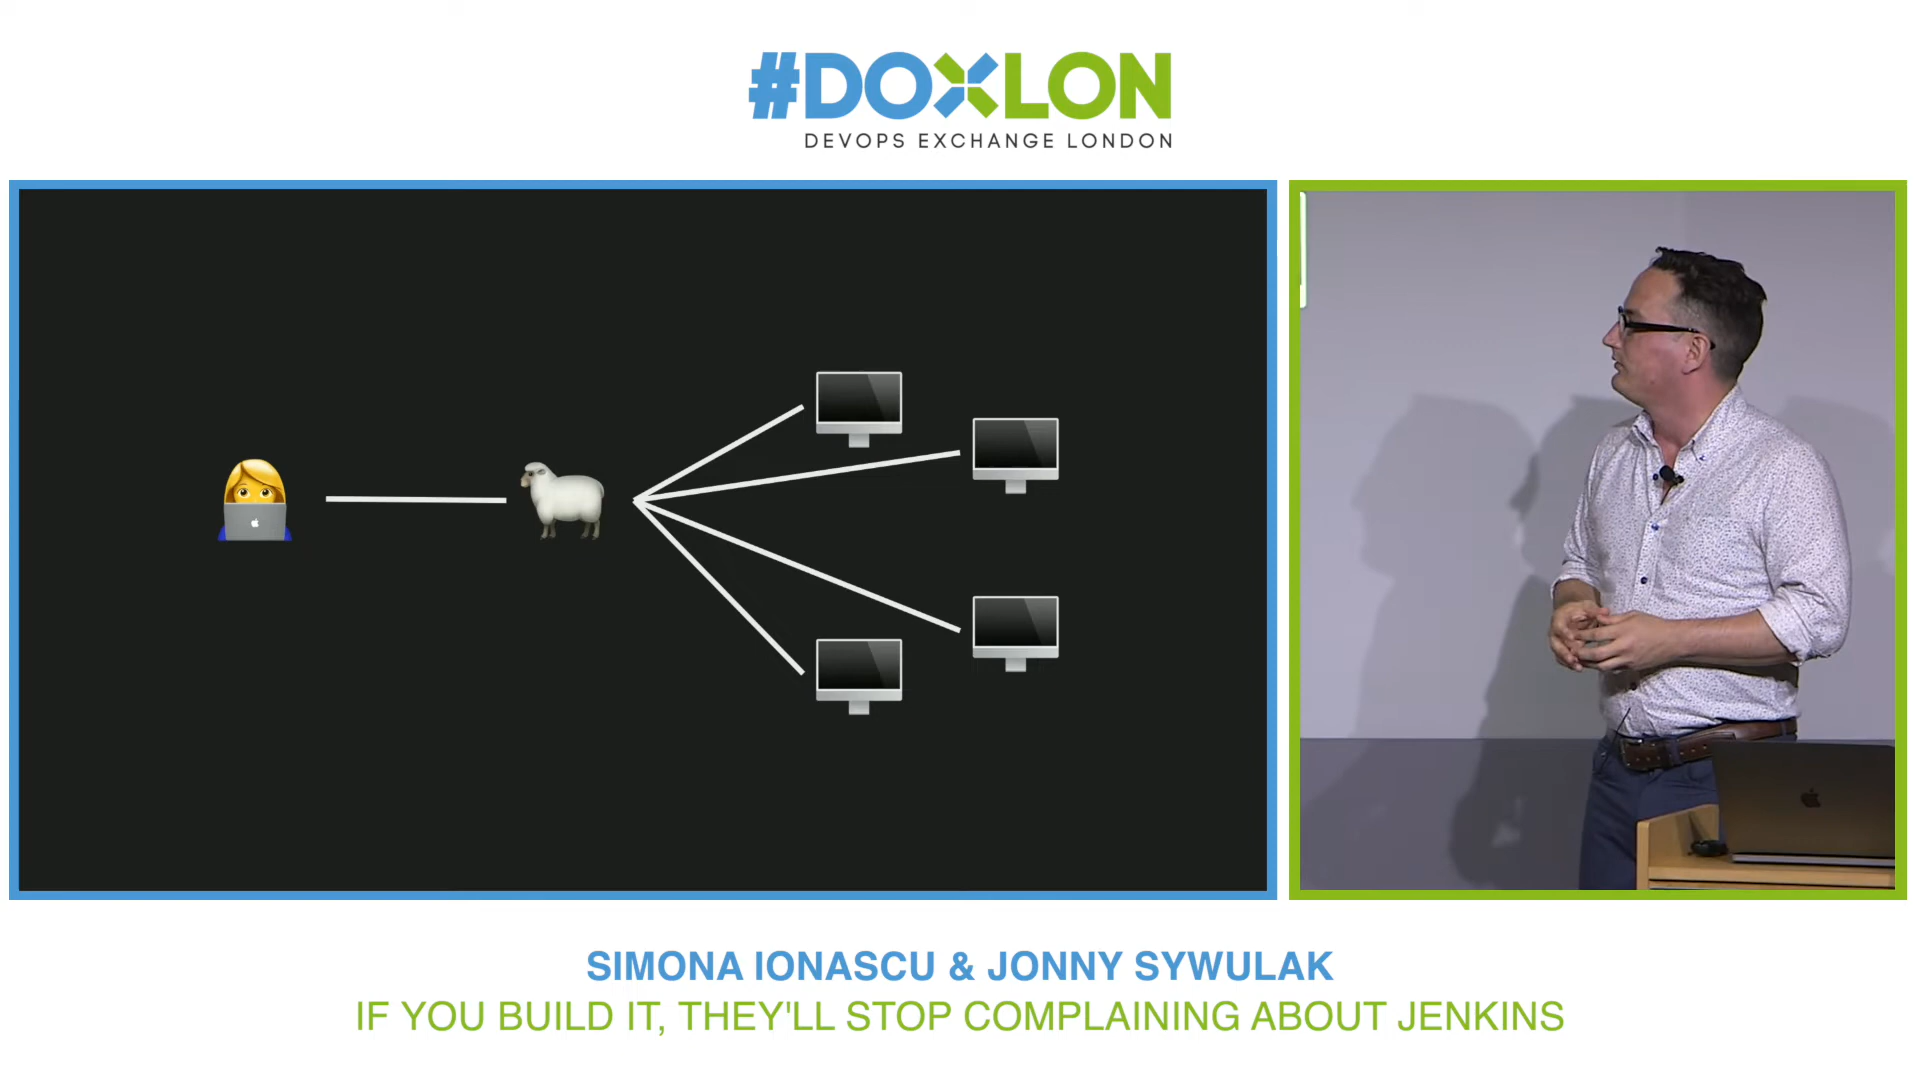 #DOXLON
DEVOPS EXCHANGE LONDON
SIMONA IONASCU & JONNY SYWULAK
IF YOU BUILD IT, THEY'LL STOP COMPLAINING ABOUT JENKINS